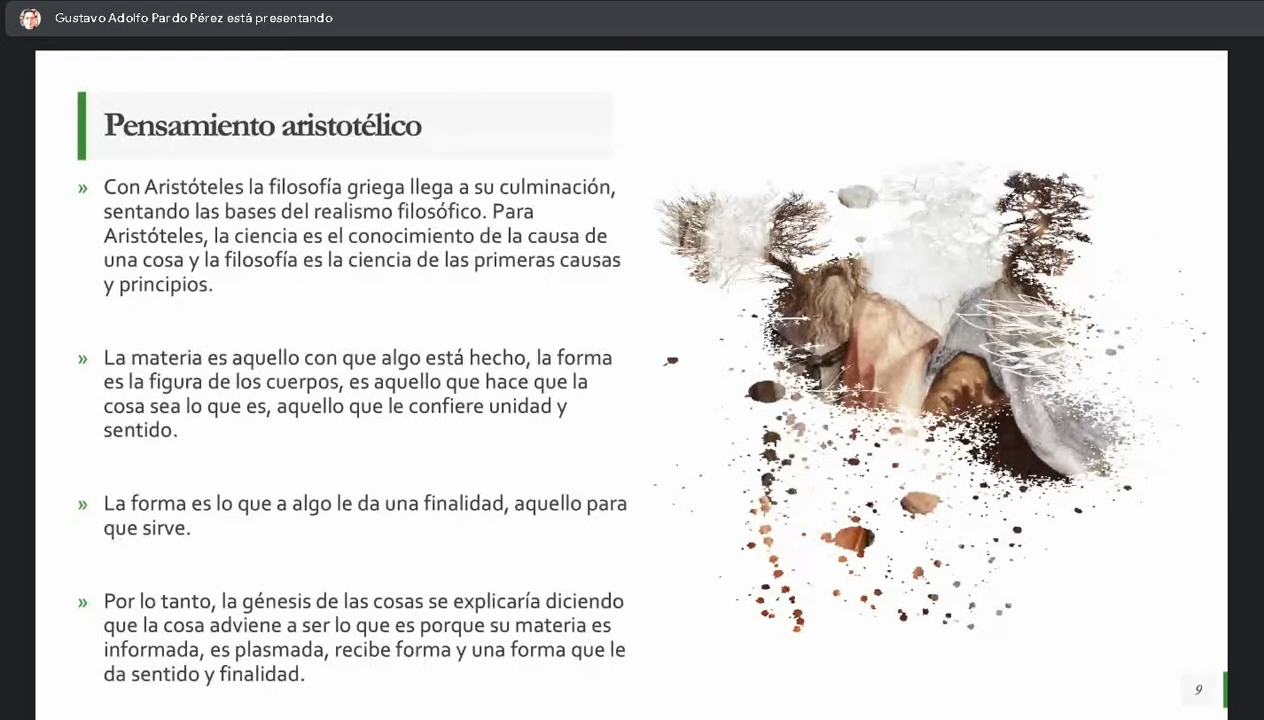 Gustavo Adolfo Pardo Pérez está presentando
Pensamiento aristotélico
» Con Aristóteles la filosofía griega llega a su culminación,
sentando las bases del realismo filosófico. Para
Aristóteles, la ciencia es el conocimiento de la causa de
una cosa y la filosofía es la ciencia de las primeras causas
y principios.
» La materia es aquello con que algo está hecho, la forma
es la figura de los cuerpos, es aquello que hace que la
cosa sea lo que es, aquello que le confiere unidad y
sentido.
» La forma es lo que a algo le da una finalidad, aquello para
que sirve.
» Por lo tanto, la génesis de las cosas se explicaría diciendo
que la cosa adviene a ser lo que es porque su materia es
informada, es plasmada, recibe forma y una forma que le
da sentido y finalidad.
9